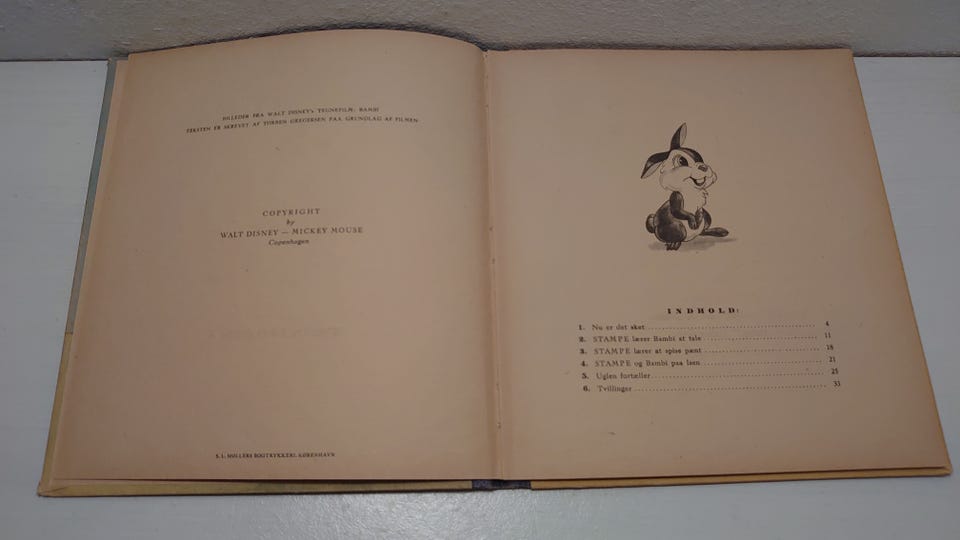 BILLEDER FRA WALT DISNEY's TEGNEFILM: BAMBI
TEKSTEN ER SKREVET AF TORBEN GREGERSEN PAA GRUNDLAG AF FILMEN
COPYRIGHT
by
WALT DISNEY — MICKEY MOUSE
Copenhagen
S. L. MØLLERS BOGTRYKKERI, KØBENHAVN
INDHOLD:
1. Nu er det sket 4
2. STAMPE lærer Bambi at tale 11
3. STAMPE lærer at spise pænt 18
4. STAMPE og Bambi paa Isen 21
5. Uglen fortæller 25
6. Tvillinger 33